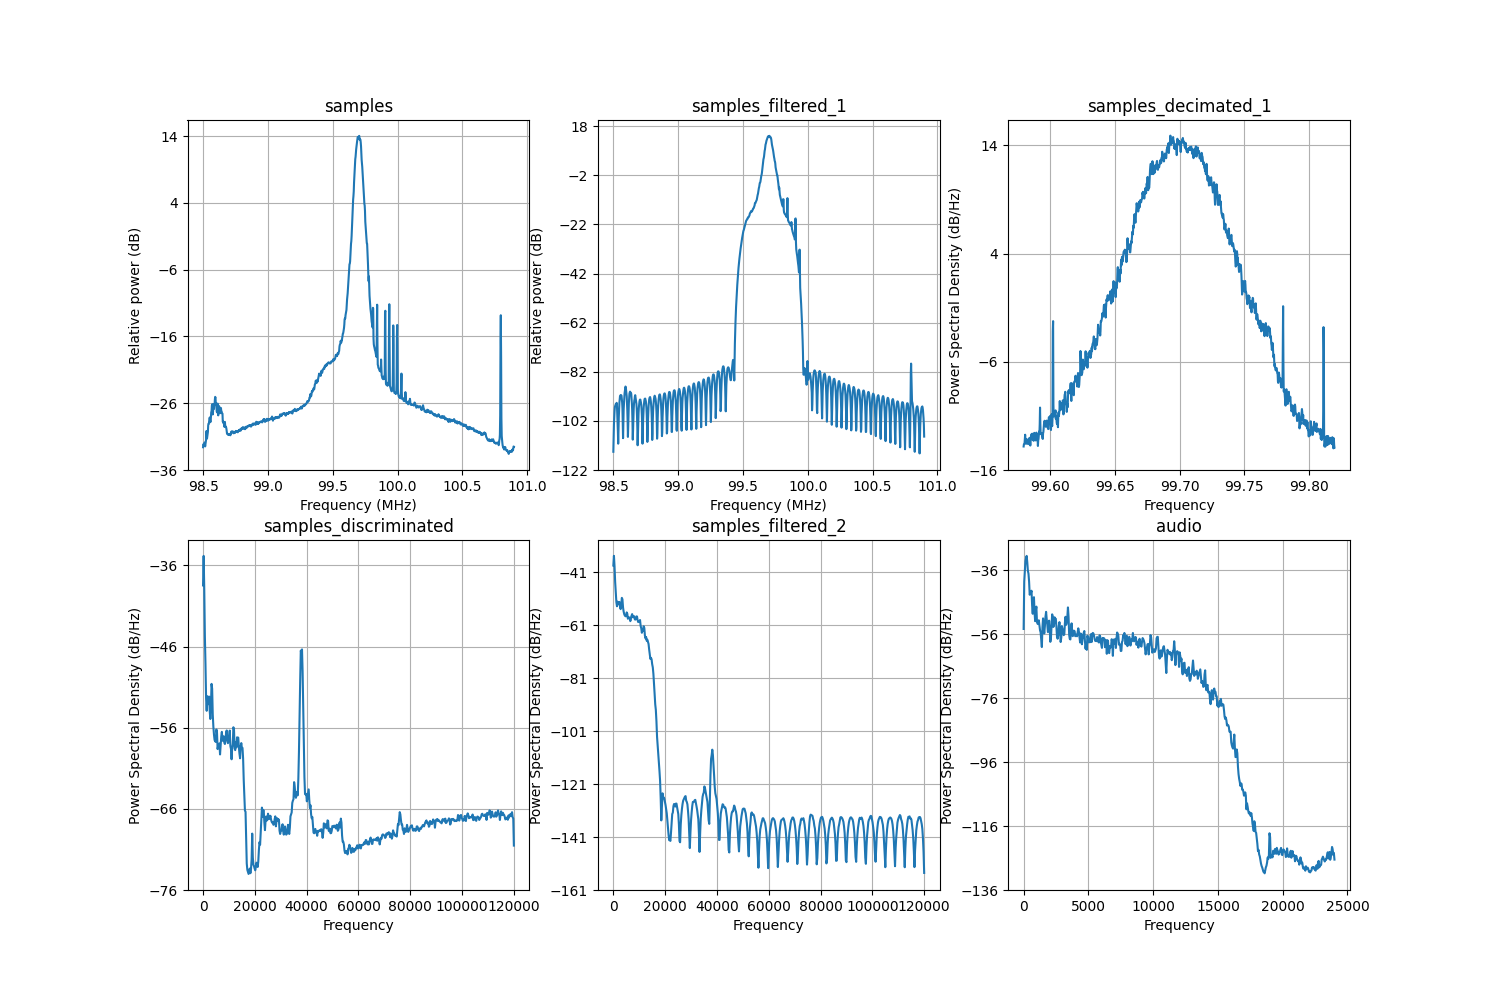 samples
samples_filtered_1
samples_decimated_1
14
4
−6
−16
−26
−36
Relative power (dB)
98.5 99.0 99.5 100.0 100.5 101.0
Frequency (MHz)
18
−2
−22
−42
−62
−82
−102
−122
Relative power (dB)
98.5 99.0 99.5 100.0 100.5 101.0
Frequency (MHz)
14
4
−6
−16
Power Spectral Density (dB/Hz)
99.60 99.65 99.70 99.75 99.80
Frequency
samples_discriminated
samples_filtered_2
audio
−36
−46
−56
−66
−76
Power Spectral Density (dB/Hz)
0 20000 40000 60000 80000 100000 120000
Frequency
−41
−61
−81
−101
−121
−141
−161
Power Spectral Density (dB/Hz)
0 20000 40000 60000 80000 100000 120000
Frequency
−36
−56
−76
−96
−116
−136
Power Spectral Density (dB/Hz)
0 5000 10000 15000 20000 25000
Frequency